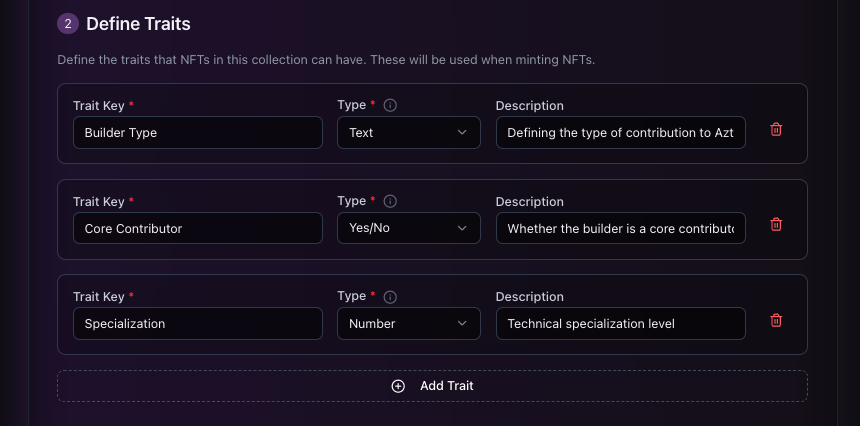 2 Define Traits
Define the traits that NFTs in this collection can have. These will be used when minting NFTs.
Trait Key * Type * Description
Builder Type Text Defining the type of contribution to Azt
Trait Key * Type * Description
Core Contributor Yes/No Whether the builder is a core contributo
Trait Key * Type * Description
Specialization Number Technical specialization level
Add Trait